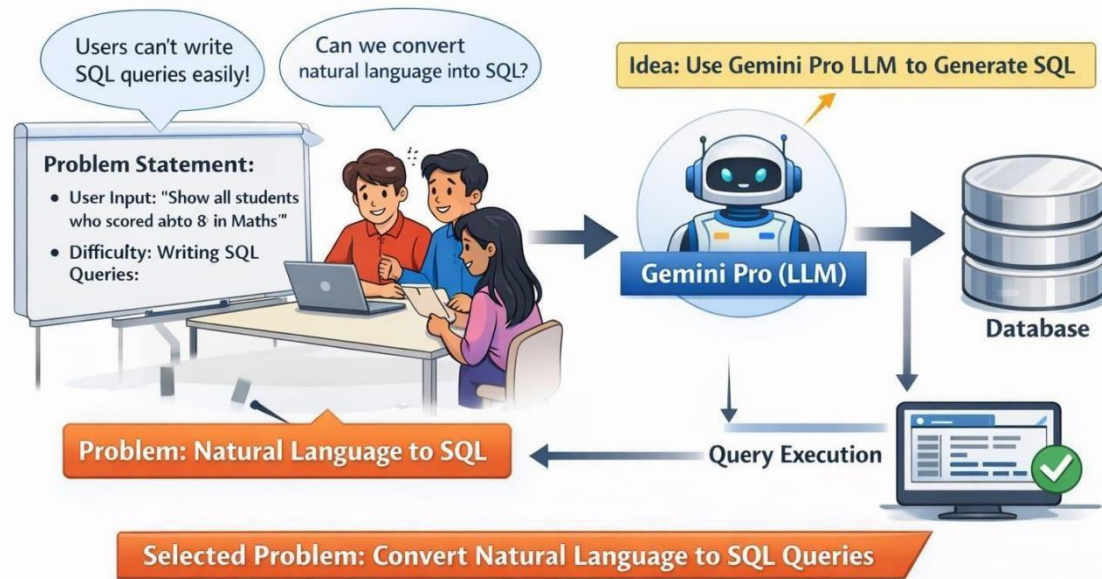 Users can't write
SQL queries easily!
Can we convert
natural language into SQL?
Idea: Use Gemini Pro LLM to Generate SQL
Problem Statement:
• User Input: "Show all students
who scored abto 8 in Maths'"
• Difficulty: Writing SQL
Queries:
Gemini Pro (LLM)
Database
Problem: Natural Language to SQL
Query Execution
Selected Problem: Convert Natural Language to SQL Queries